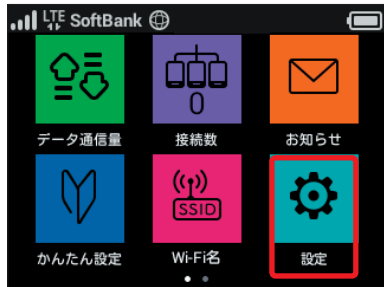 LTE SoftBank
データ通信量
0
接続数
お知らせ
かんたん設定
SSID
Wi-Fi名
設定